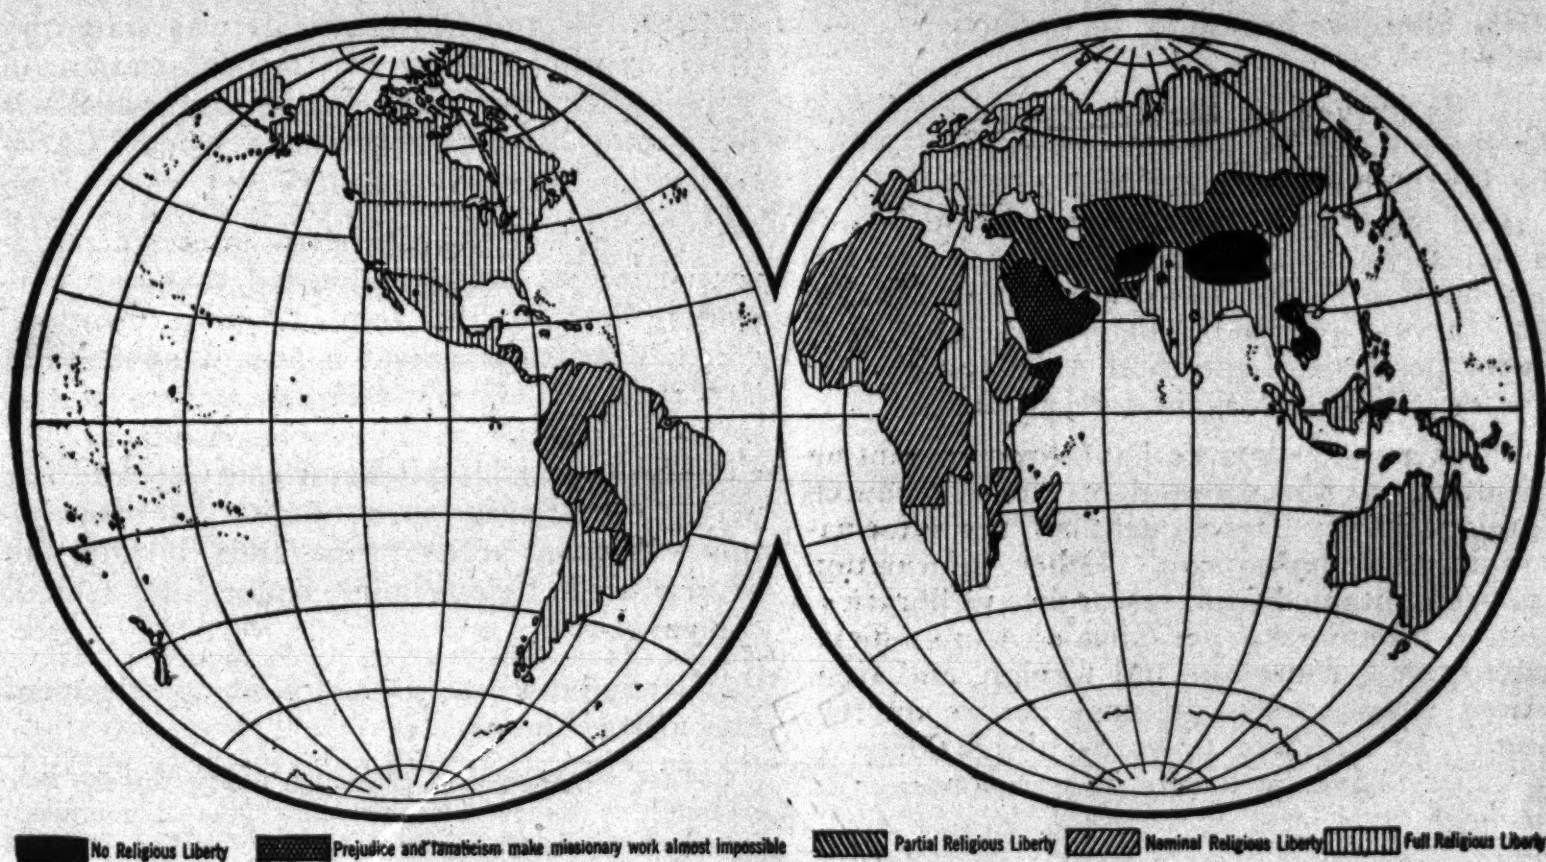 No Religious Liberty
Prejudice and fanaticism make missionary work almost impossible
Partial Religious Liberty
Nominal Religious Liberty
Full Religious Liberty